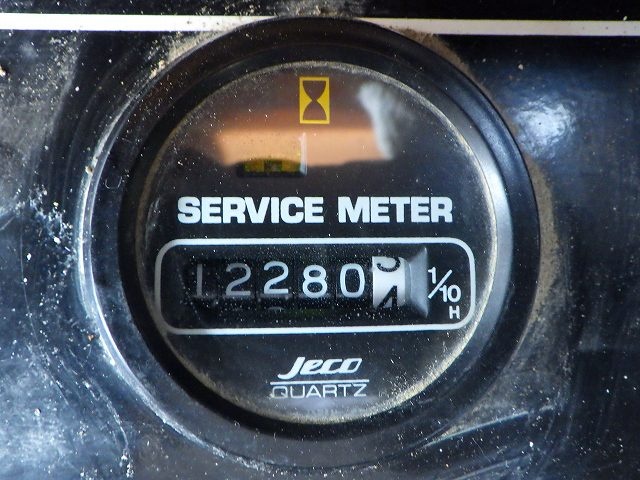 SERVICE METER
12280 1/10
H
Jeco
QUARTZ